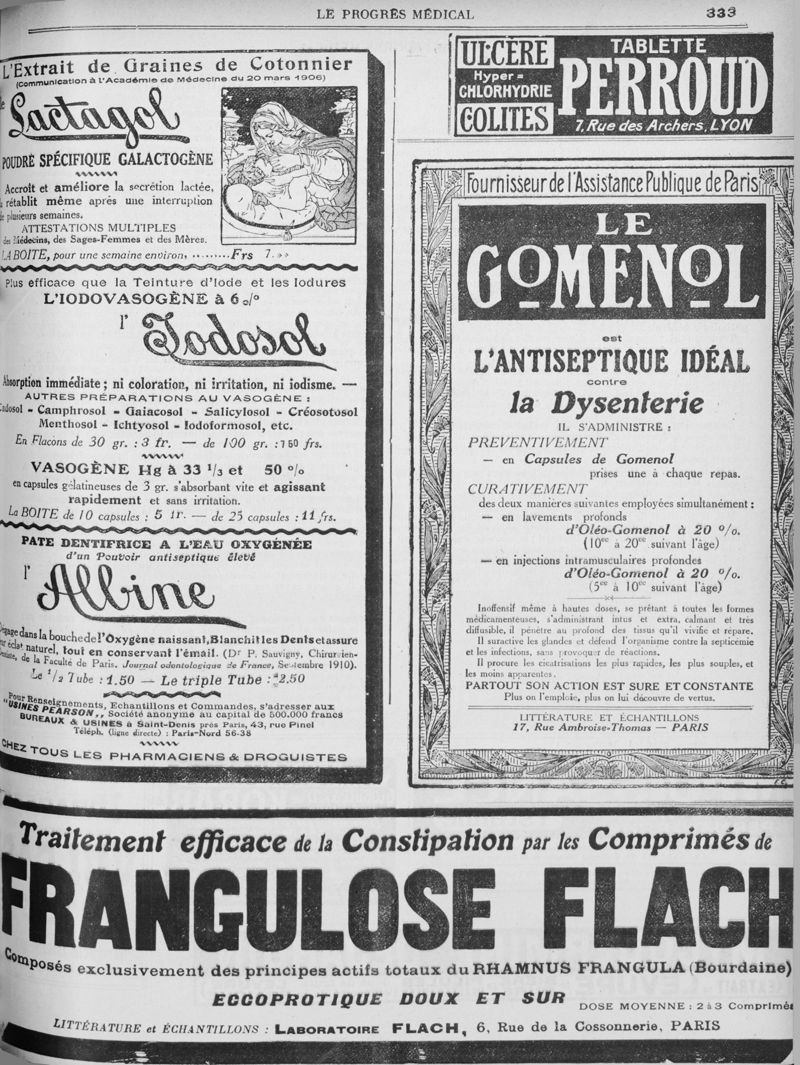 LE PROGRÈS MÉDICAL
333
L'Extrait de Graines de Cotonnier
(Communication à l'Académie de Médecine du 20 mars 1906)
Lactagol
POUDRE SPÉCIFIQUE GALACTOGÈNE
Accroît et améliore la secrétion lactée,
rétablit même après une interruption
de plusieurs semaines.
ATTESTATIONS MULTIPLES
des Médecins, des Sages-Femmes et des Mères.
LA BOITE, pour une semaine environ, ......... Frs 7. »»
Plus efficace que la Teinture d'Iode et les Iodures
L'IODOVASOGÈNE à 6 o/o
l' Iodosol
Absorption immédiate ; ni coloration, ni irritation, ni iodisme. —
AUTRES PRÉPARATIONS AU VASOGÈNE :
- Camphrosol - Gaiacosol - Salicylosol - Créosotosol
Menthosol - Ichtyosol - Iodoformosol, etc.
En Flacons de 30 gr. : 3 fr. — de 100 gr. : 7 50 frs.
VASOGÈNE Hg à 33 1/3 et 50 o/o
en capsules gélatineuses de 3 gr. s'absorbant vite et agissant
rapidement et sans irritation.
La BOITE de 10 capsules : 5 fr. — de 25 capsules : 11 frs.
PATE DENTIFRICE A L'EAU OXYGÉNÉE
d'un Pouvoir antiseptique élevé
l' Albine
dans la bouche de l'Oxygène naissant, Blanchit les Dents et assure
éclat naturel, tout en conservant l'émail. (Dr P. Sauvigny, Chirurgien-
de la Faculté de Paris. Journal odontologique de France, Septembre 1910).
Le 1/2 Tube : 1.50 — Le triple Tube : 2.50
Pour Renseignements, Echantillons et Commandes, s'adresser aux
"USINES PEARSON,, Société anonyme au capital de 500.000 francs
BUREAUX & USINES à Saint-Denis près Paris, 43, rue Pinel
Téléph. (ligne directe) : Paris-Nord 56-38
CHEZ TOUS LES PHARMACIENS & DROGUISTES
ULCÈRE
Hyper =
CHLORHYDRIE
COLITES
TABLETTE
PERROUD
7, Rue des Archers, LYON
Fournisseur de l'Assistance Publique de Paris
LE
GOMENOL
est
L'ANTISEPTIQUE IDÉAL
contre
la Dysenterie
IL S'ADMINISTRE :
PREVENTIVEMENT
— en Capsules de Gomenol
prises une à chaque repas.
CURATIVEMENT
des deux manières suivantes employées simultanément :
— en lavements profonds
d'Oléo-Gomenol à 20 %.
(10cc à 20cc suivant l'âge)
— en injections intramusculaires profondes
d'Oléo-Gomenol à 20 %.
(5cc à 10cc suivant l'âge)
Inoffensif même à hautes doses, se prêtant à toutes les formes
médicamenteuses, s'administrant intus et extra, calmant et très
diffusible, il pénètre au profond des tissus qu'il vivifie et répare.
Il suractive les glandes et défend l'organisme contre la septicémie
et les infections, sans provoquer de réactions.
Il procure les cicatrisations les plus rapides, les plus souples, et
les moins apparentes.
PARTOUT SON ACTION EST SURE ET CONSTANTE
Plus on l'emploie, plus on lui découvre de vertus.
LITTÉRATURE ET ÉCHANTILLONS
17, Rue Ambroise-Thomas — PARIS
Traitement efficace de la Constipation par les Comprimés de
FRANGULOSE FLACH
Composés exclusivement des principes actifs totaux du RHAMNUS FRANGULA (Bourdaine)
ECCOPROTIQUE DOUX ET SUR
DOSE MOYENNE : 2 à 3 Comprimés
LITTÉRATURE et ÉCHANTILLONS : LABORATOIRE FLACH, 6, Rue de la Cossonnerie, PARIS